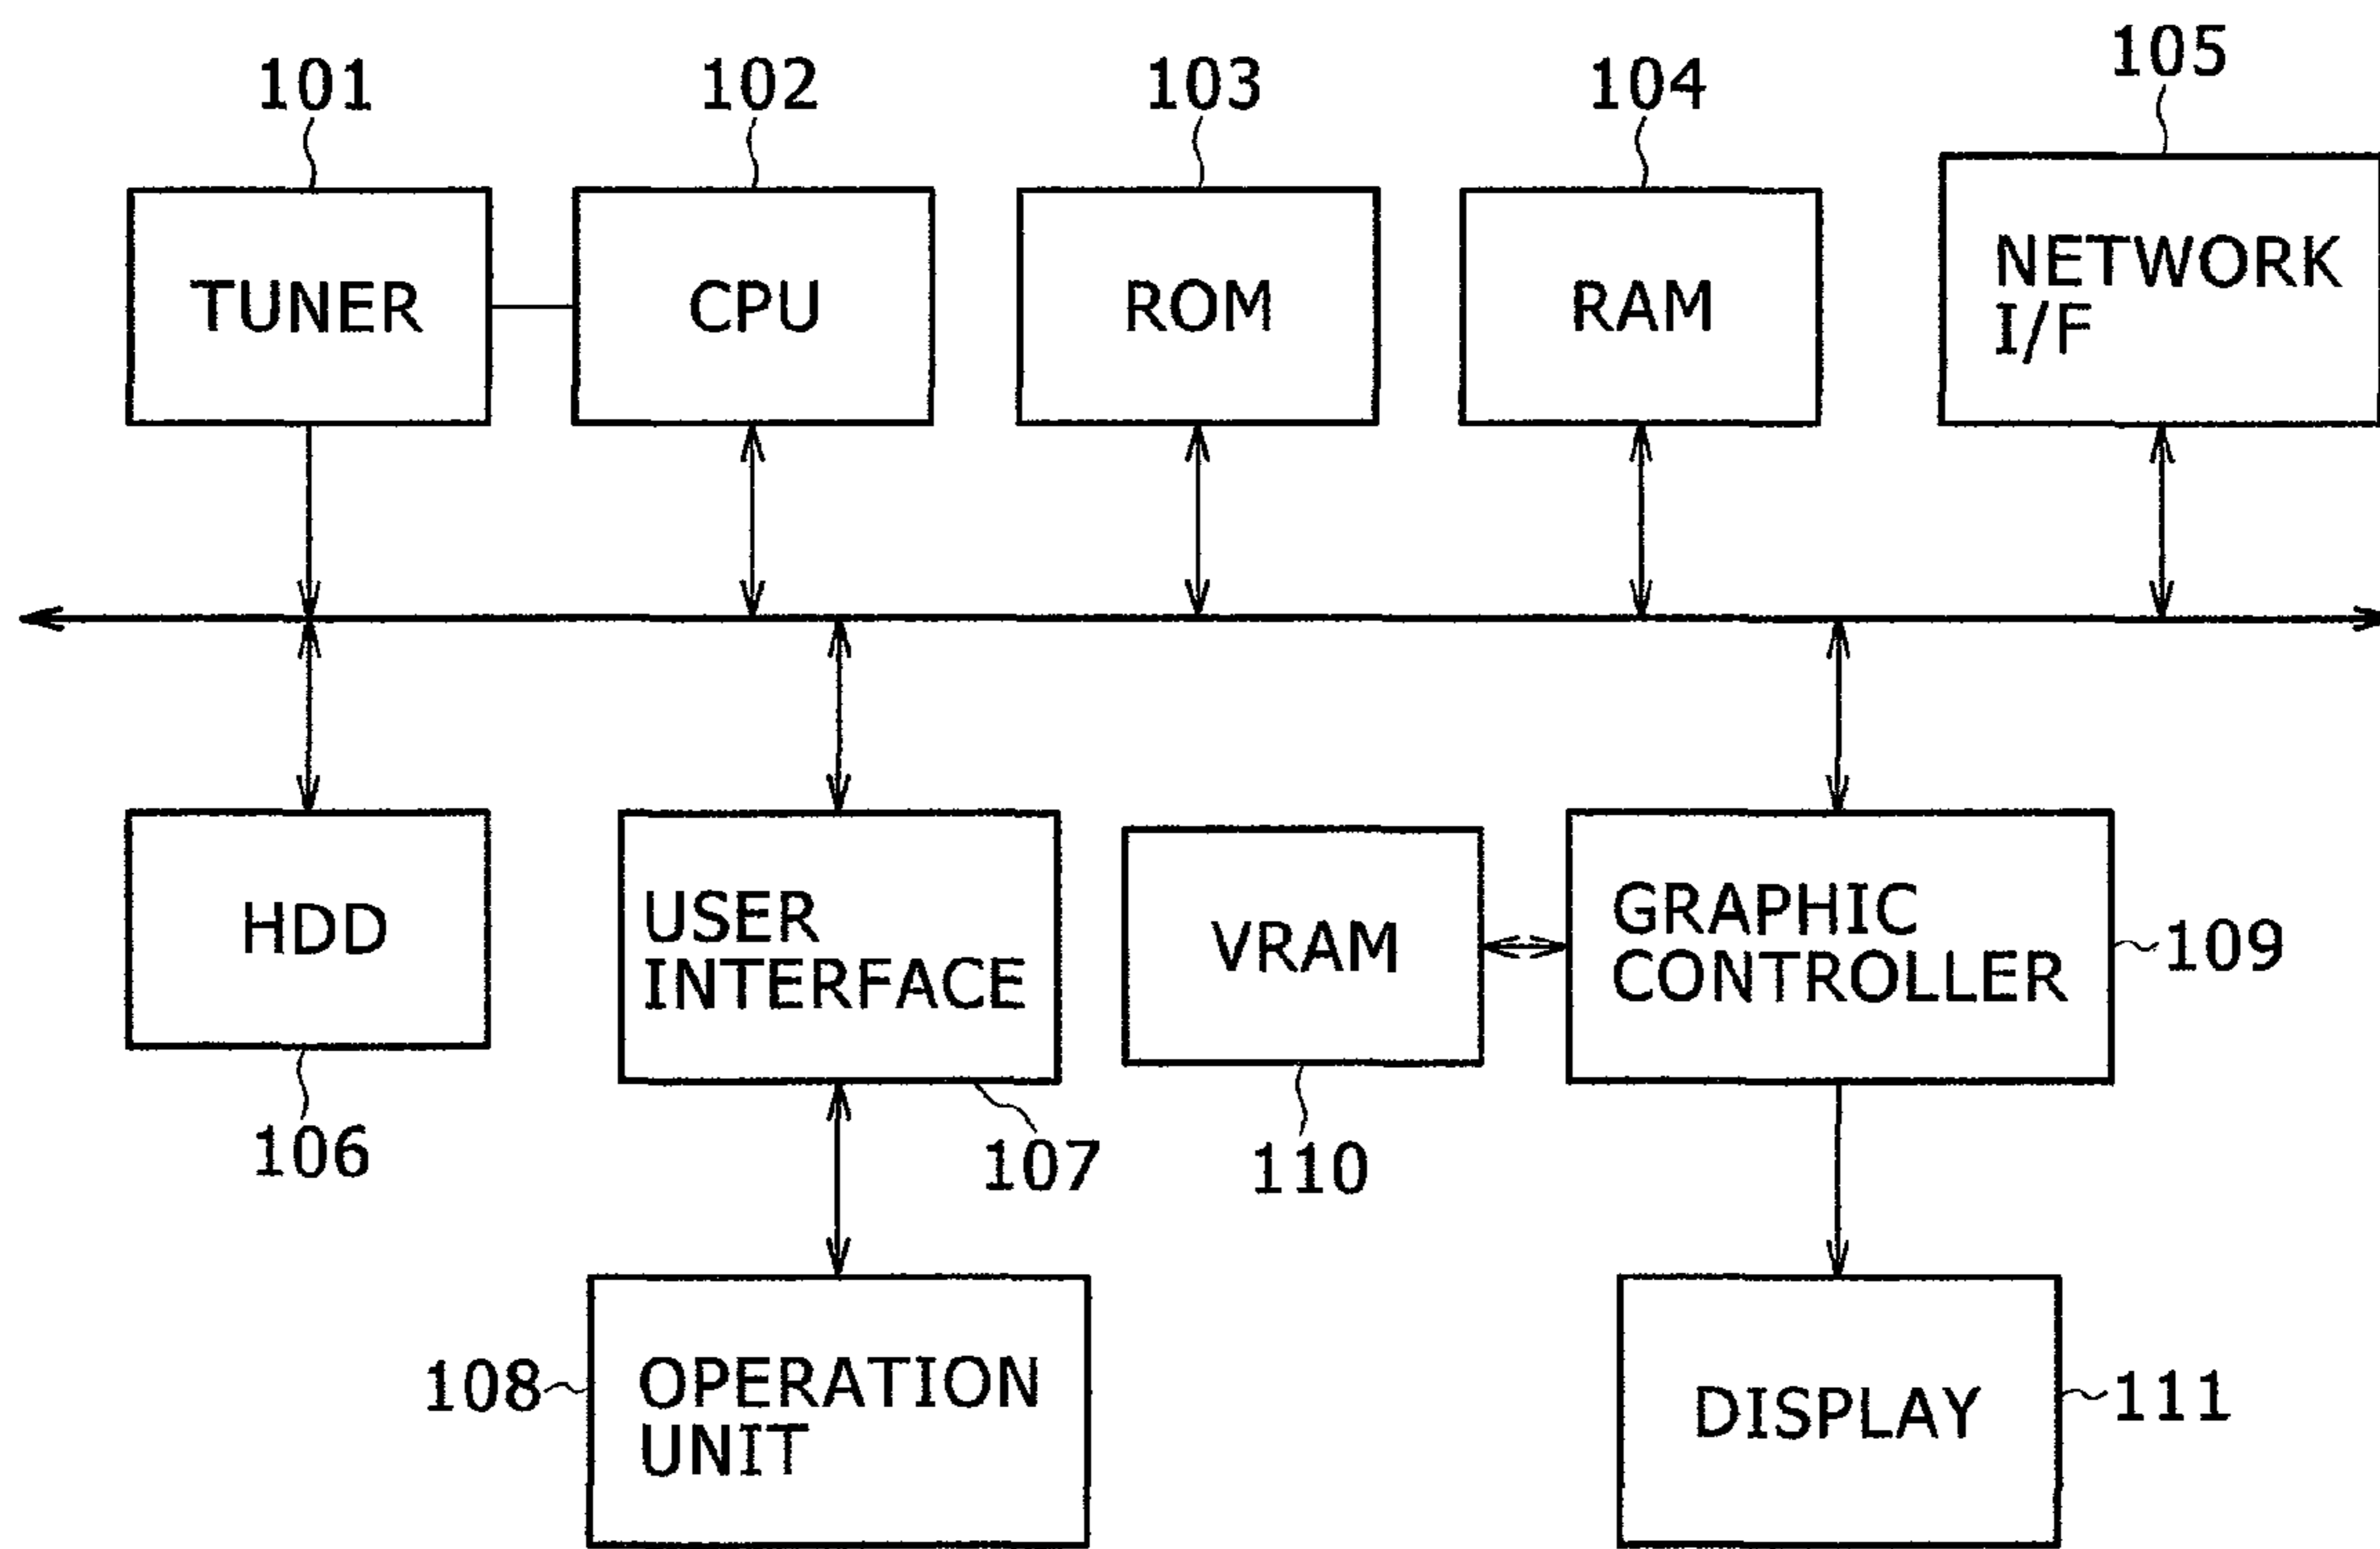 101
102
103
104
105
TUNER
CPU
ROM
RAM
NETWORK
I/F
HDD
USER
INTERFACE
VRAM
GRAPHIC
CONTROLLER
109
106
107
110
108
OPERATION
UNIT
DISPLAY
111